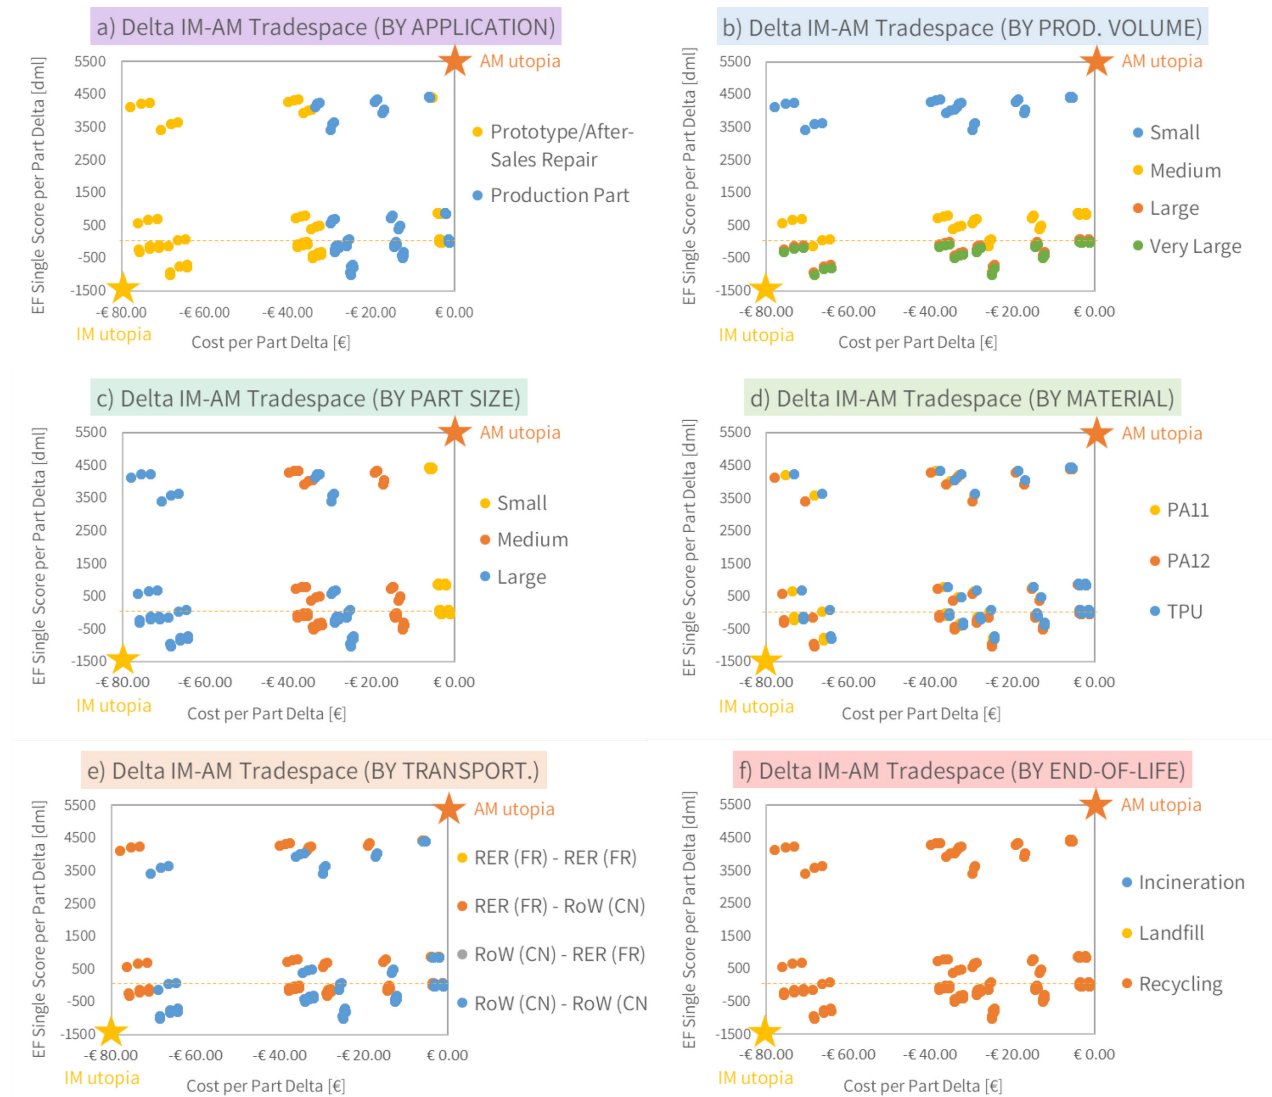 a) Delta IM-AM Tradespace (BY APPLICATION)
EF Single Score per Part Delta [dml]
5500
4500
3500
2500
1500
500
-500
-1500
AM utopia
Prototype/After-
Sales Repair
Production Part
-€ 80.00 -€ 60.00 -€ 40.00 -€ 20.00 € 0.00
IM utopia
Cost per Part Delta [€]
b) Delta IM-AM Tradespace (BY PROD. VOLUME)
EF Single Score per Part Delta [dml]
5500
4500
3500
2500
1500
500
-500
-1500
AM utopia
Small
Medium
Large
Very Large
-€ 80.00 -€ 60.00 -€ 40.00 -€ 20.00 € 0.00
IM utopia
Cost per Part Delta [€]
c) Delta IM-AM Tradespace (BY PART SIZE)
EF Single Score per Part Delta [dml]
5500
4500
3500
2500
1500
500
-500
-1500
AM utopia
Small
Medium
Large
-€ 80.00 -€ 60.00 -€ 40.00 -€ 20.00 € 0.00
IM utopia
Cost per Part Delta [€]
d) Delta IM-AM Tradespace (BY MATERIAL)
EF Single Score per Part Delta [dml]
5500
4500
3500
2500
1500
500
-500
-1500
AM utopia
PA11
PA12
TPU
-€ 80.00 -€ 60.00 -€ 40.00 -€ 20.00 € 0.00
IM utopia
Cost per Part Delta [€]
e) Delta IM-AM Tradespace (BY TRANSPORT.)
EF Single Score per Part Delta [dml]
5500
4500
3500
2500
1500
500
-500
-1500
AM utopia
RER (FR) - RER (FR)
RER (FR) - RoW (CN)
RoW (CN) - RER (FR)
RoW (CN) - RoW (CN
-€ 80.00 -€ 60.00 -€ 40.00 -€ 20.00 € 0.00
IM utopia
Cost per Part Delta [€]
f) Delta IM-AM Tradespace (BY END-OF-LIFE)
EF Single Score per Part Delta [dml]
5500
4500
3500
2500
1500
500
-500
-1500
AM utopia
Incineration
Landfill
Recycling
-€ 80.00 -€ 60.00 -€ 40.00 -€ 20.00 € 0.00
IM utopia
Cost per Part Delta [€]